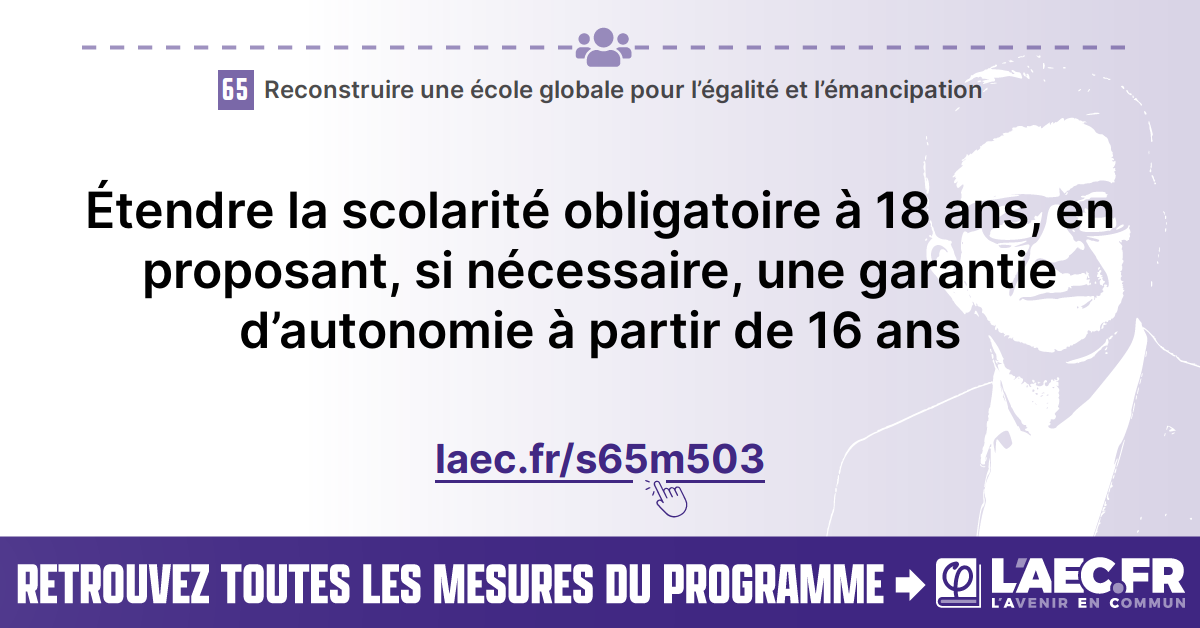 65 Reconstruire une école globale pour l’égalité et l’émancipation
Étendre la scolarité obligatoire à 18 ans, en
proposant, si nécessaire, une garantie
d’autonomie à partir de 16 ans
laec.fr/s65m503
RETROUVEZ TOUTES LES MESURES DU PROGRAMME
φ L'AEC.FR
L'AVENIR EN COMMUN